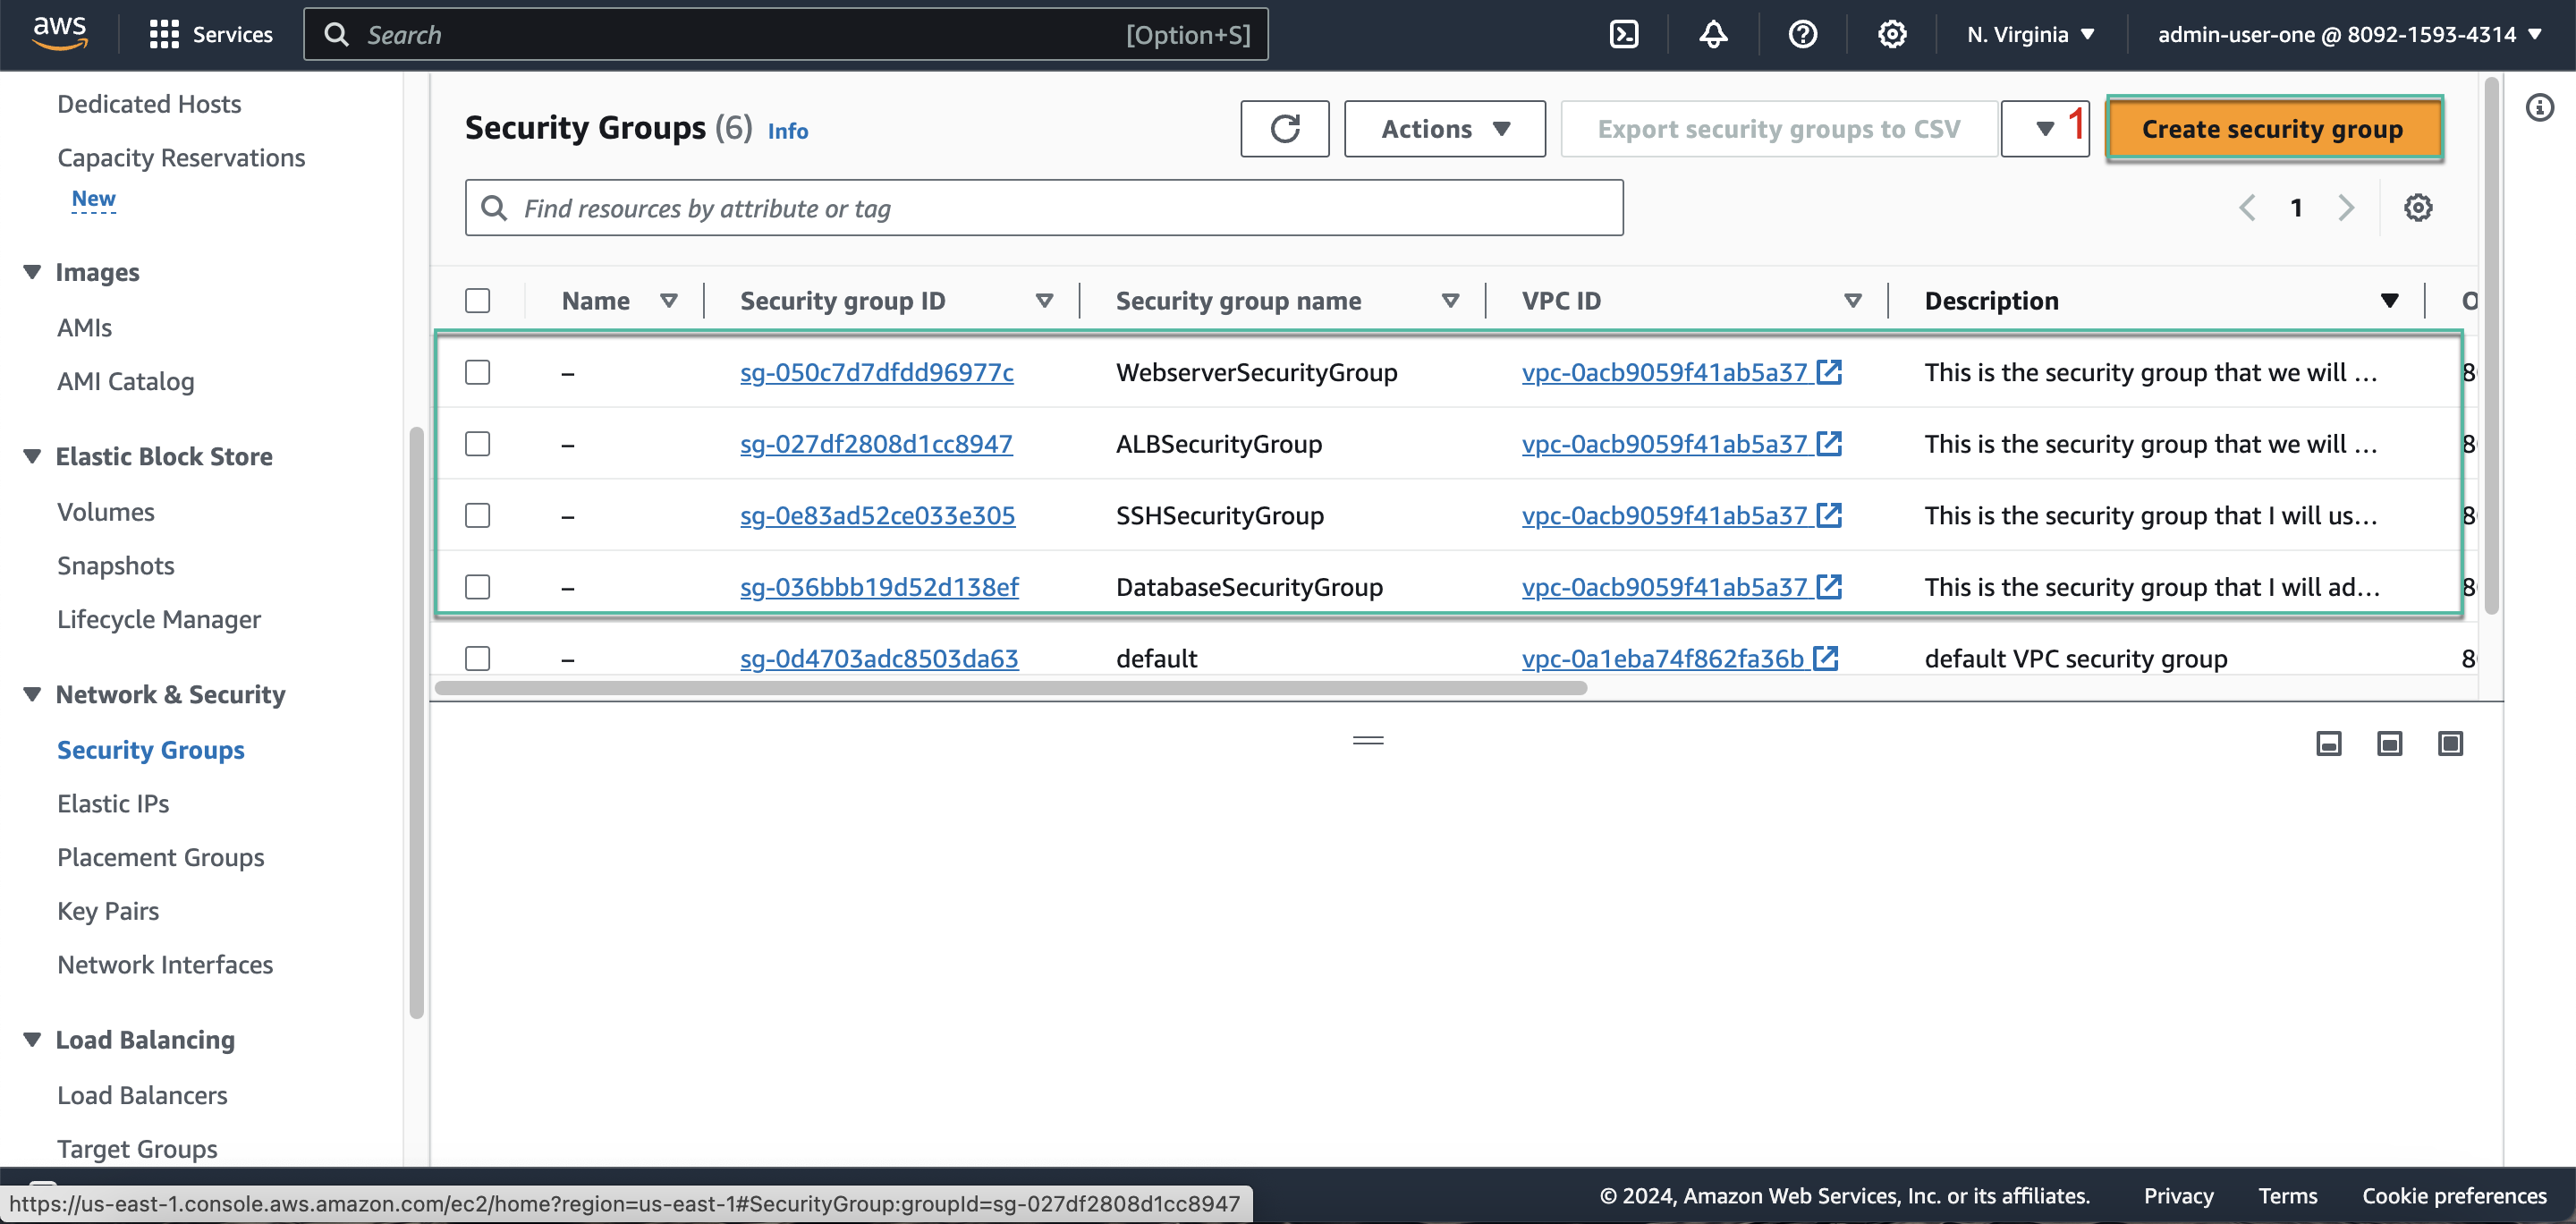 aws Services Search [Option+S] N. Virginia admin-user-one @ 8092-1593-4314
Dedicated Hosts
Capacity Reservations
New
Images
AMIs
AMI Catalog
Elastic Block Store
Volumes
Snapshots
Lifecycle Manager
Network & Security
Security Groups
Elastic IPs
Placement Groups
Key Pairs
Network Interfaces
Load Balancing
Load Balancers
Target Groups
Security Groups (6) Info Actions Export security groups to CSV 1 Create security group
Find resources by attribute or tag 1
Name Security group ID Security group name VPC ID Description
– sg-050c7d7dfdd96977c WebserverSecurityGroup vpc-0acb9059f41ab5a37 This is the security group that we will … 8
– sg-027df2808d1cc8947 ALBSecurityGroup vpc-0acb9059f41ab5a37 This is the security group that we will … 8
– sg-0e83ad52ce033e305 SSHSecurityGroup vpc-0acb9059f41ab5a37 This is the security group that I will us… 8
– sg-036bbb19d52d138ef DatabaseSecurityGroup vpc-0acb9059f41ab5a37 This is the security group that I will ad… 8
– sg-0d4703adc8503da63 default vpc-0a1eba74f862fa36b default VPC security group 8
https://us-east-1.console.aws.amazon.com/ec2/home?region=us-east-1#SecurityGroup:groupId=sg-027df2808d1cc8947
© 2024, Amazon Web Services, Inc. or its affiliates. Privacy Terms Cookie preferences